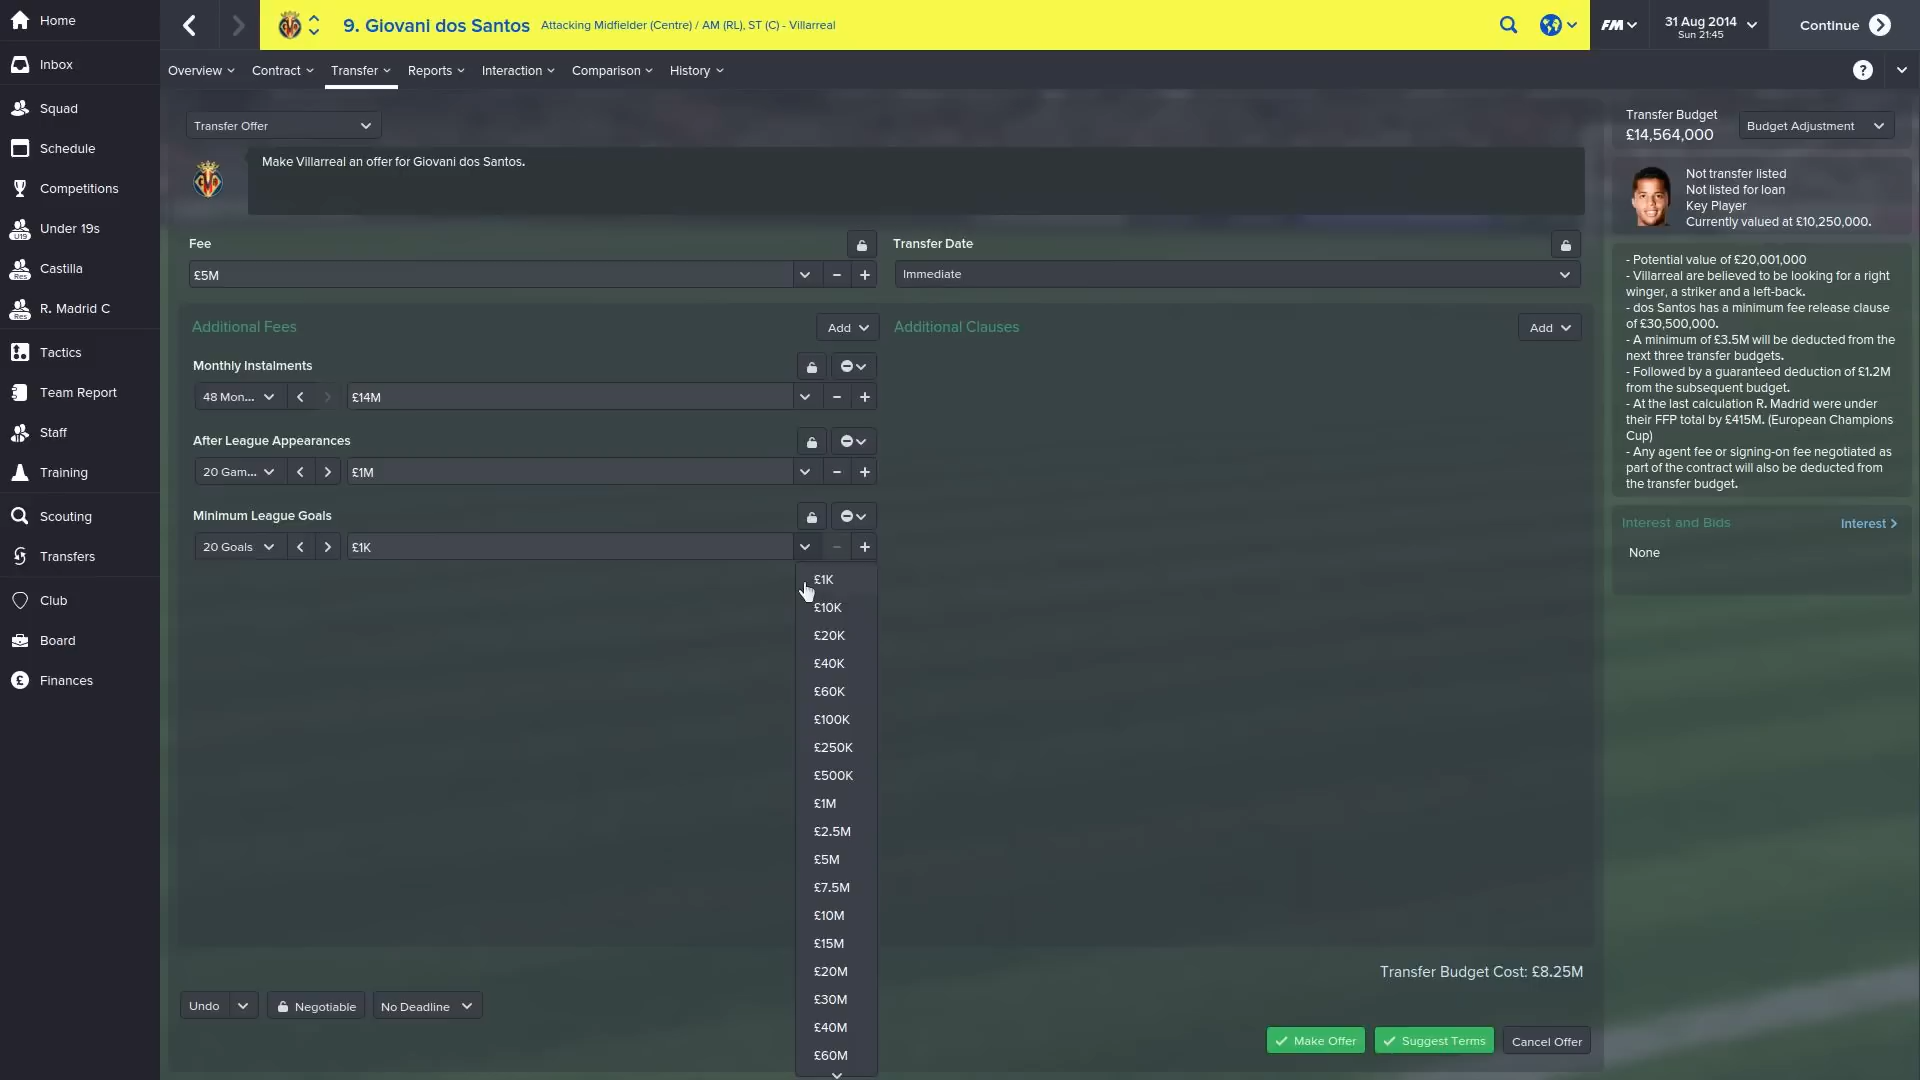 Home
Inbox
Squad
Schedule
Competitions
U19
Under 19s
Res
Castilla
Res
R. Madrid C
Tactics
Team Report
Staff
Training
Scouting
Transfers
Club
Board
Finances
9. Giovani dos Santos Attacking Midfielder (Centre) / AM (RL), ST (C) - Villarreal
FM
31 Aug 2014
Sun 21:45
Continue
Overview Contract Transfer Reports Interaction Comparison History
?
Transfer Offer
Make Villarreal an offer for Giovani dos Santos.
Fee
£5M
Transfer Date
Immediate
Additional Fees
Add
Additional Clauses
Add
Monthly Instalments
48 Mon... £14M
After League Appearances
20 Gam... £1M
Minimum League Goals
20 Goals £1K
£1K
£10K
£20K
£40K
£60K
£100K
£250K
£500K
£1M
£2.5M
£5M
£7.5M
£10M
£15M
£20M
£30M
£40M
£60M
Undo Negotiable No Deadline
Transfer Budget Cost: £8.25M
Make Offer Suggest Terms Cancel Offer
Transfer Budget
£14,564,000
Budget Adjustment
Not transfer listed
Not listed for loan
Key Player
Currently valued at £10,250,000.
- Potential value of £20,001,000
- Villarreal are believed to be looking for a right
winger, a striker and a left-back.
- dos Santos has a minimum fee release clause
of £30,500,000.
- A minimum of £3.5M will be deducted from the
next three transfer budgets.
- Followed by a guaranteed deduction of £1.2M
from the subsequent budget.
- At the last calculation R. Madrid were under
their FFP total by £415M. (European Champions
Cup)
- Any agent fee or signing-on fee negotiated as
part of the contract will also be deducted from
the transfer budget.
Interest and Bids
Interest >
None